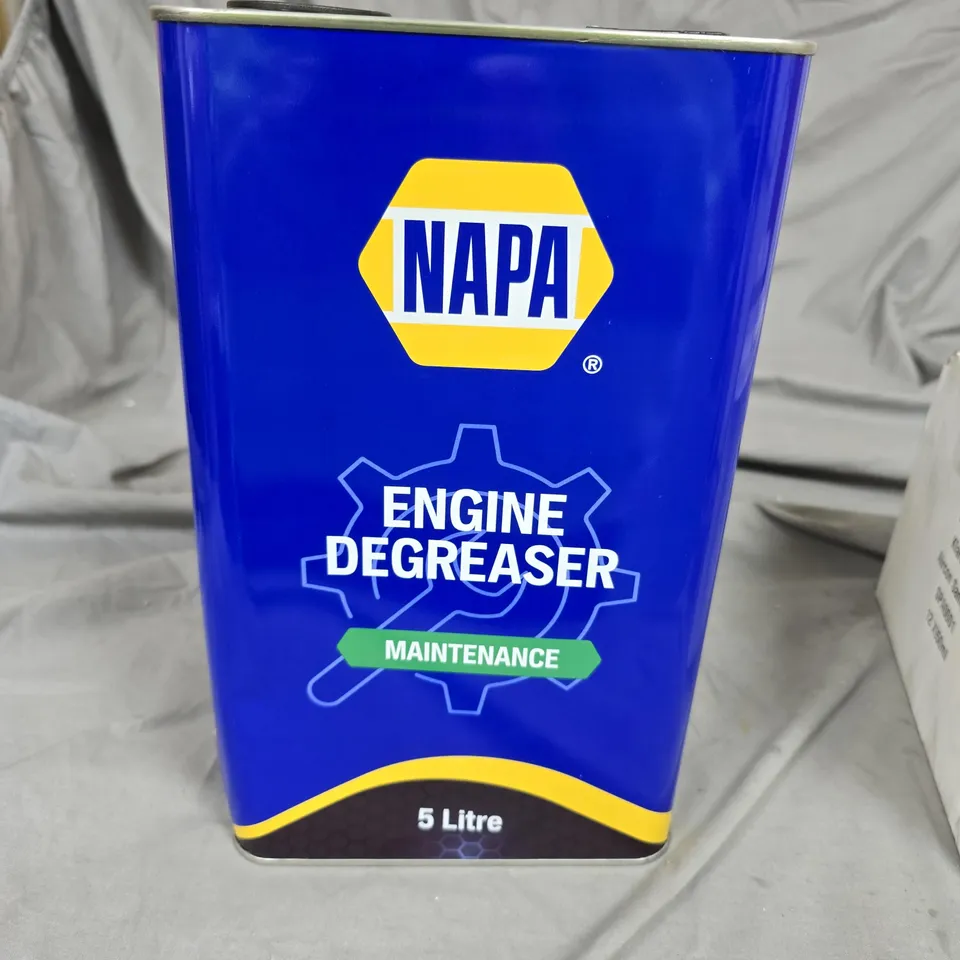 NAPA
®
ENGINE
DEGREASER
MAINTENANCE
5 Litre